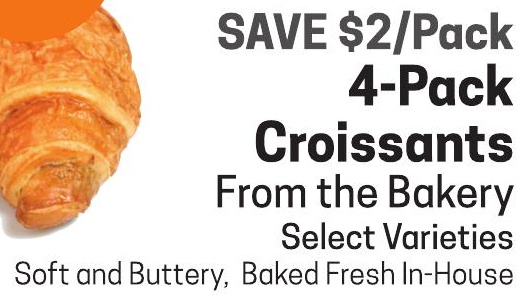 SAVE $2/Pack
4-Pack
Croissants
From the Bakery
Select Varieties
Soft and Buttery, Baked Fresh In-House